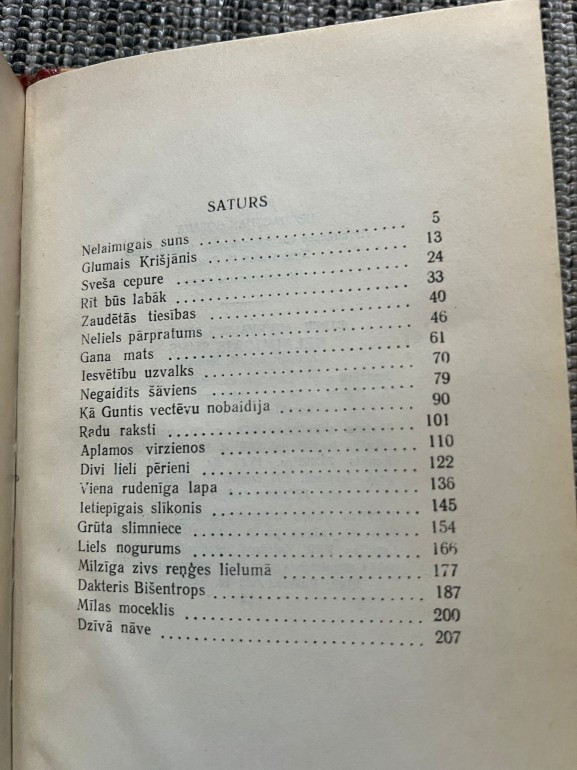 SATURS
Nelaimīgais suns 5
Glumais Krišjānis 13
Sveša cepure 24
Rīt būs labāk 33
Zaudētās tiesības 40
Neliels pārpratums 46
Gana mats 61
Iesvētību uzvalks 70
Negaidīts šāviens 79
Kā Guntis vectēvu nobaidīja 90
Radu raksti 101
Aplamos virzienos 110
Divi lieli pērieni 122
Viena rudenīga lapa 136
Ietiepīgais slīkonis 145
Grūta slimniece 154
Liels nogurums 166
Milzīga zivs reņģes lielumā 177
Dakteris Bišentrops 187
Mīlas moceklis 200
Dzīvā nāve 207